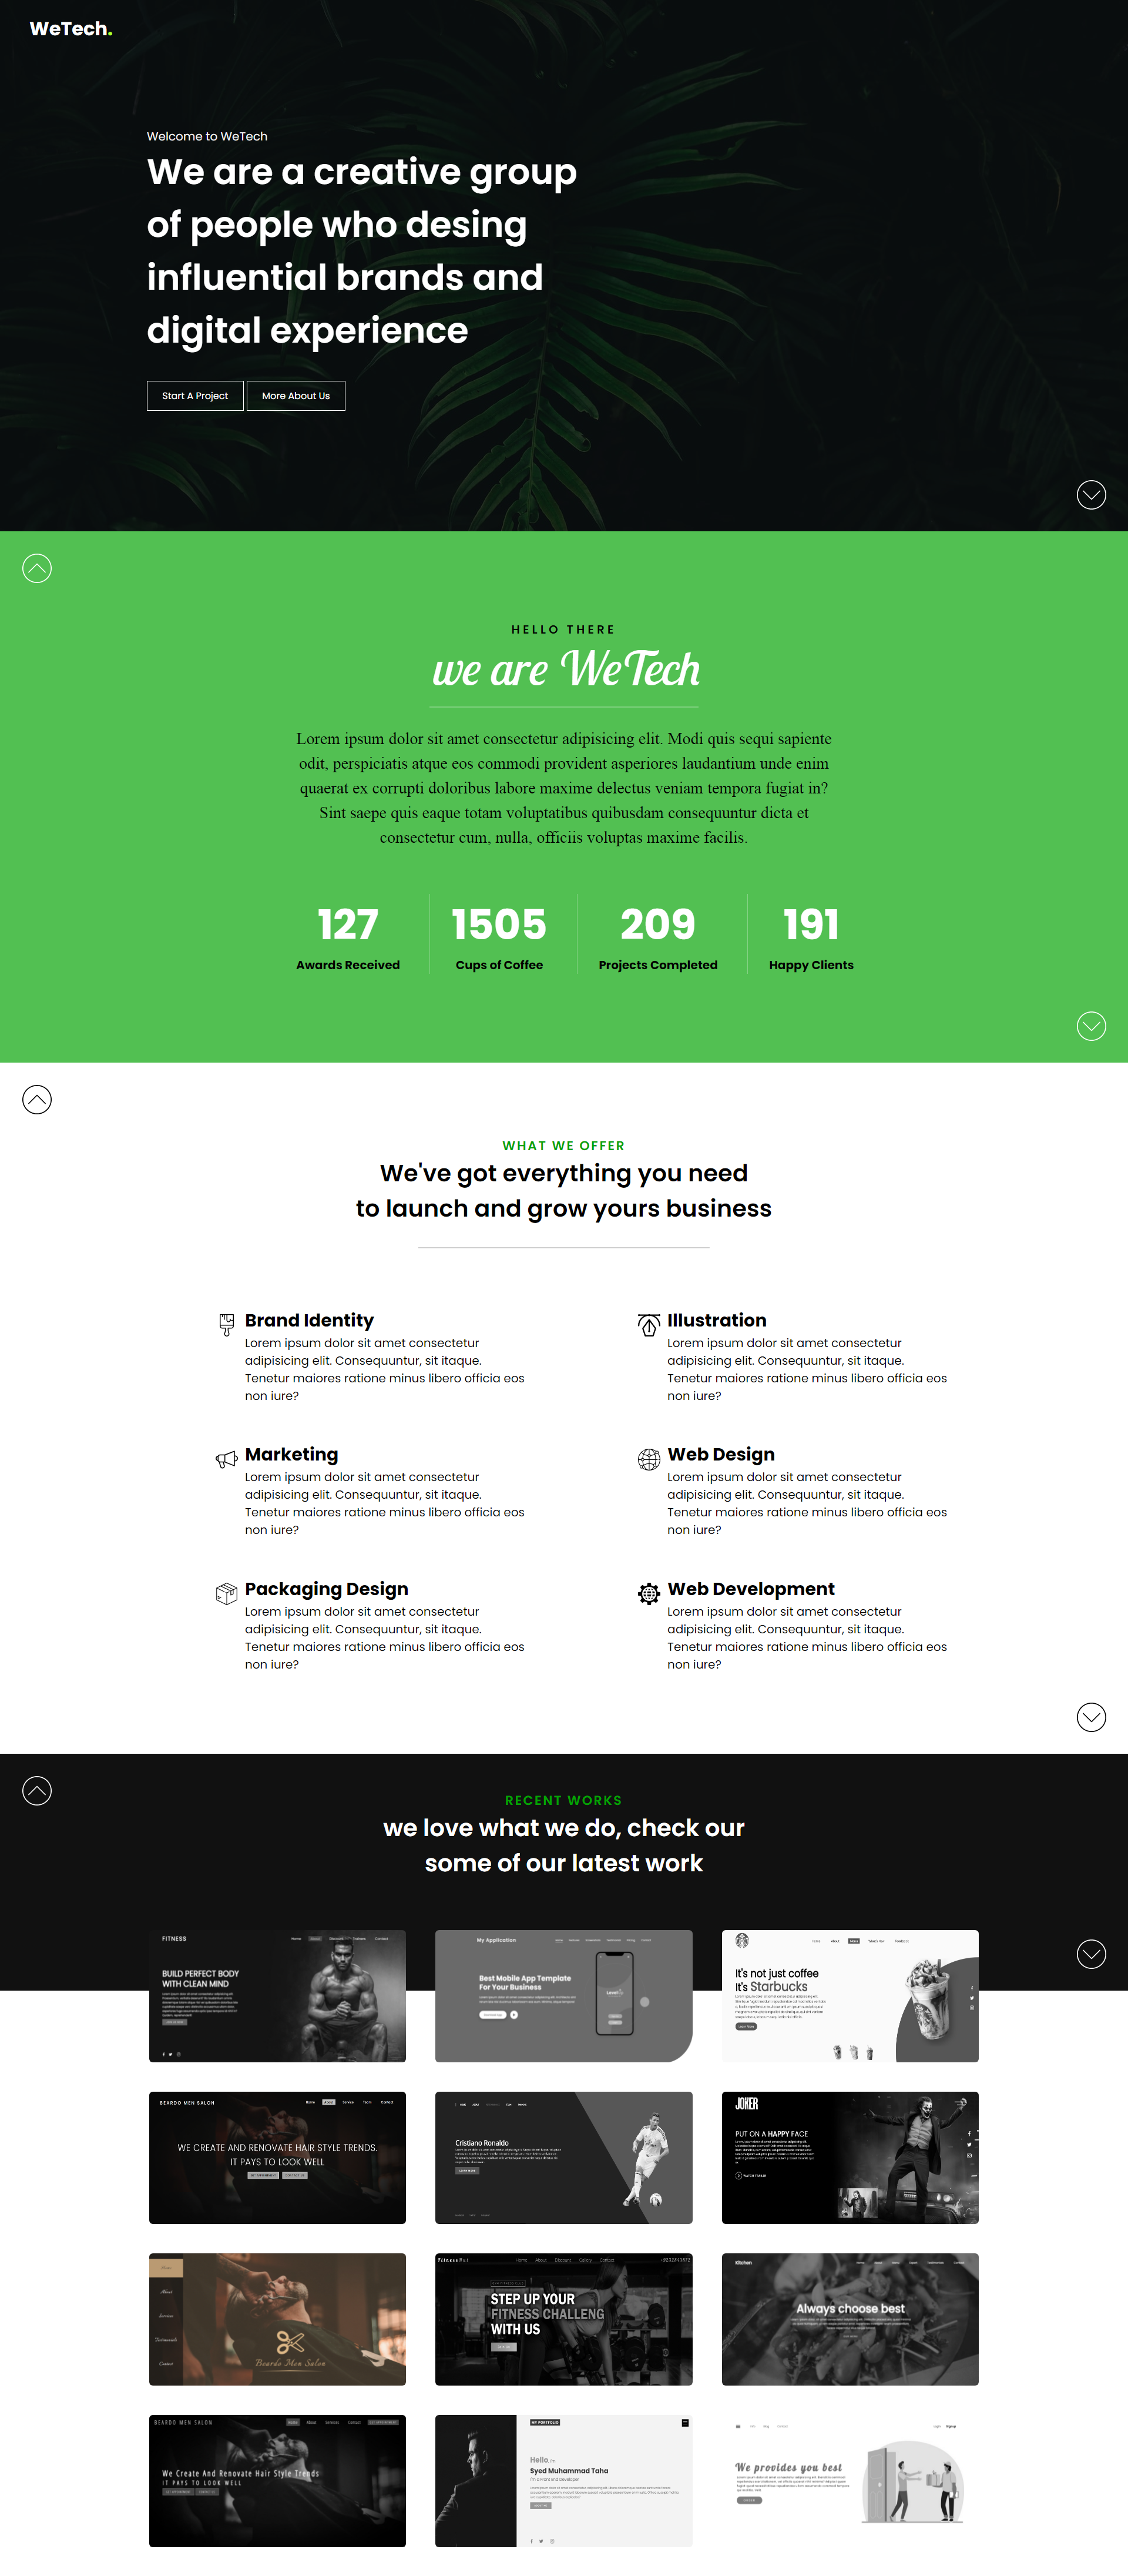 WeTech.
Welcome to WeTech
We are a creative group
of people who desing
influential brands and
digital experience
Start A Project
More About Us
HELLO THERE
we are WeTech
Lorem ipsum dolor sit amet consectetur adipisicing elit. Modi quis sequi sapiente
odit, perspiciatis atque eos commodi provident asperiores laudantium unde enim
quaerat ex corrupti doloribus labore maxime delectus veniam tempora fugiat in?
Sint saepe quis eaque totam voluptatibus quibusdam consequuntur dicta et
consectetur cum, nulla, officiis voluptas maxime facilis.
127
Awards Received
1505
Cups of Coffee
209
Projects Completed
191
Happy Clients
WHAT WE OFFER
We've got everything you need
to launch and grow yours business
Brand Identity
Lorem ipsum dolor sit amet consectetur
adipisicing elit. Consequuntur, sit itaque.
Tenetur maiores ratione minus libero officia eos
non iure?
Illustration
Lorem ipsum dolor sit amet consectetur
adipisicing elit. Consequuntur, sit itaque.
Tenetur maiores ratione minus libero officia eos
non iure?
Marketing
Lorem ipsum dolor sit amet consectetur
adipisicing elit. Consequuntur, sit itaque.
Tenetur maiores ratione minus libero officia eos
non iure?
Web Design
Lorem ipsum dolor sit amet consectetur
adipisicing elit. Consequuntur, sit itaque.
Tenetur maiores ratione minus libero officia eos
non iure?
Packaging Design
Lorem ipsum dolor sit amet consectetur
adipisicing elit. Consequuntur, sit itaque.
Tenetur maiores ratione minus libero officia eos
non iure?
Web Development
Lorem ipsum dolor sit amet consectetur
adipisicing elit. Consequuntur, sit itaque.
Tenetur maiores ratione minus libero officia eos
non iure?
RECENT WORKS
we love what we do, check our
some of our latest work
FITNESS
BUILD PERFECT BODY
WITH CLEAN MIND
My Application
Best Mobile App Template
For Your Business
It's not just coffee
It's Starbucks
BEARDO MEN SALON
WE CREATE AND RENOVATE HAIR STYLE TRENDS.
IT PAYS TO LOOK WELL
Cristiano Ronaldo
JOKER
PUT ON A HAPPY FACE
WATCH TRAILER
Beardo Men Salon
STEP UP YOUR
FITNESS CHALLENG
WITH US
Kitchen
Always choose best
BEARDO MEN SALON
We Create And Renovate Hair Style Trends
IT PAYS TO LOOK WELL
MY PORTFOLIO
Hello,
Syed Muhammad Taha
We provides you best